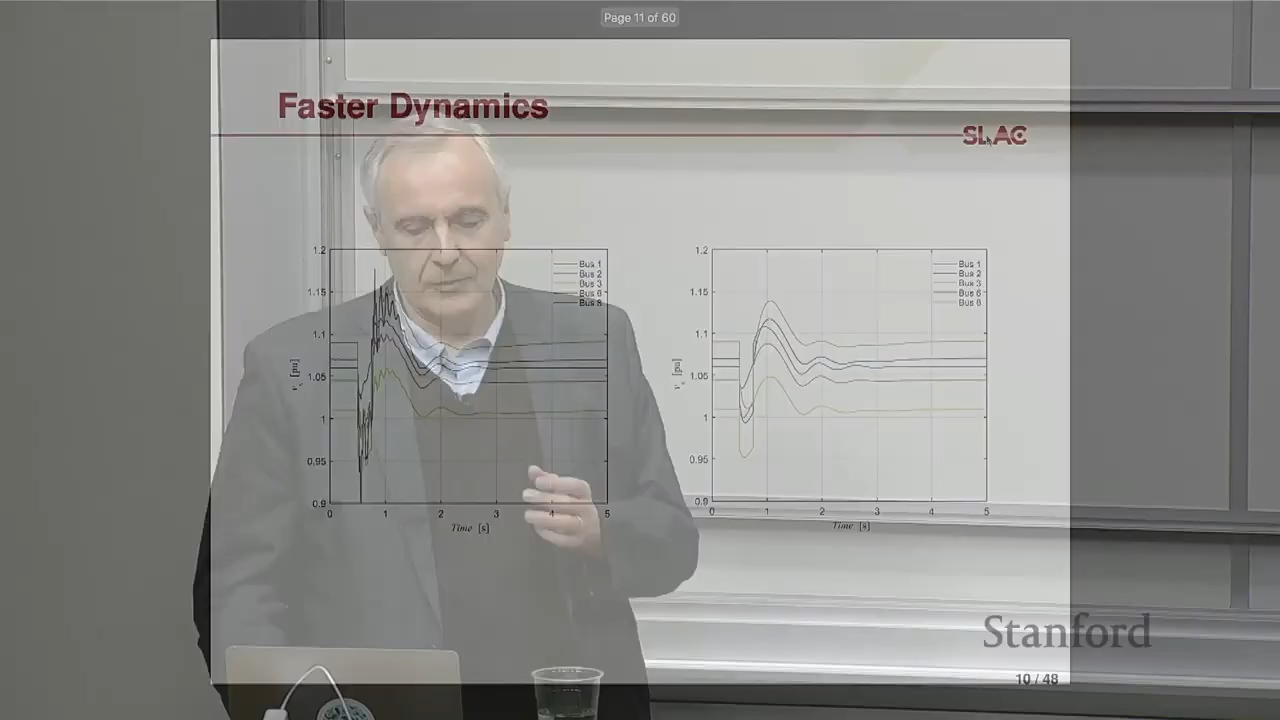 Page 11 of 60
Faster Dynamics
SLAC
1.2
1.15
1.1
1.05
1
0.95
0.9
v [pu]
Bus 1
Bus 2
Bus 3
Bus 6
Bus 8
0 1 2 3 4 5
Time [s]
1.2
1.15
1.1
1.05
1
0.95
0.9
v [pu]
Bus 1
Bus 2
Bus 3
Bus 6
Bus 8
0 1 2 3 4 5
Time [s]
Stanford
10 / 48